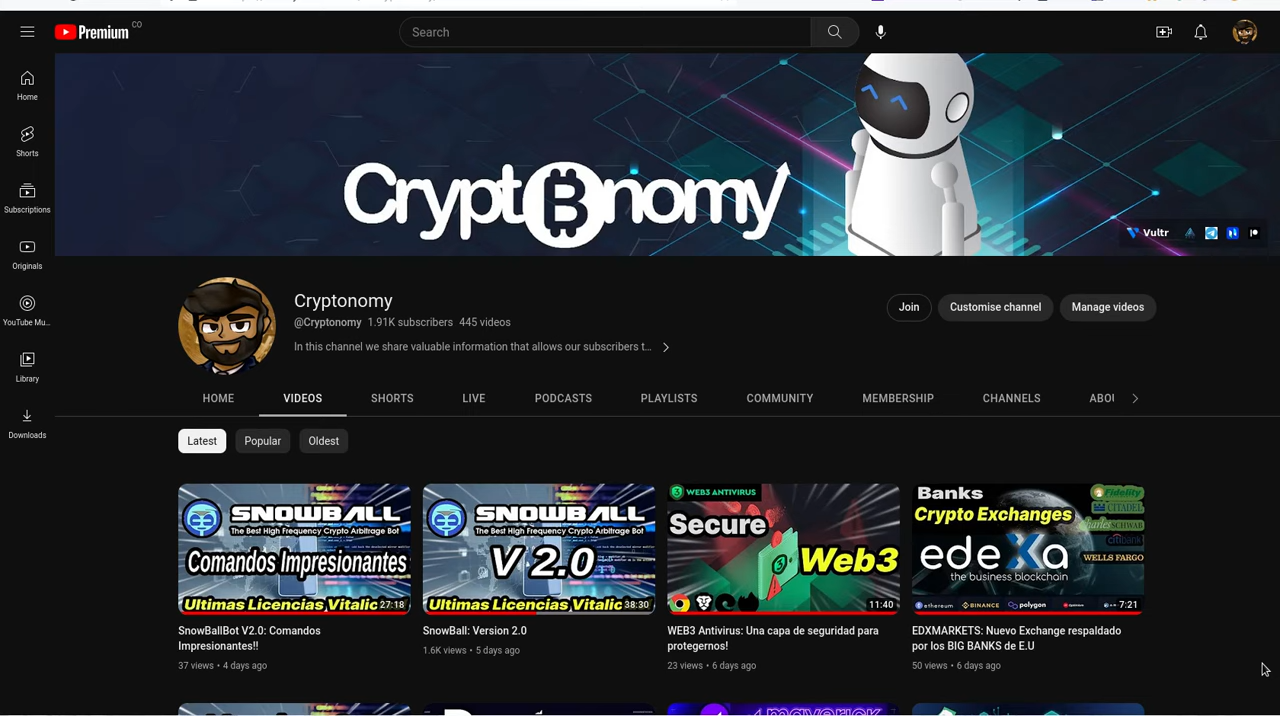 Premium CO
Search
Home
Shorts
Subscriptions
Originals
YouTube Mu...
Library
Downloads
CryptBnomy
Vultr
Cryptonomy
@Cryptonomy 1.91K subscribers 445 videos
In this channel we share valuable information that allows our subscribers t...
Join
Customise channel
Manage videos
HOME
VIDEOS
SHORTS
LIVE
PODCASTS
PLAYLISTS
COMMUNITY
MEMBERSHIP
CHANNELS
ABOU
Latest
Popular
Oldest
SNOWBALL
The Best High Frequency Crypto Arbitrage Bot
Comandos Impresionantes
Ultimas Licencias Vitalic
27:18
SnowBallBot V2.0: Comandos
Impresionantes!!
37 views • 4 days ago
SNOWBALL
The Best High Frequency Crypto Arbitrage Bot
V 2.0
Ultimas Licencias Vitalic
38:30
SnowBall: Version 2.0
1.6K views • 5 days ago
WEB3 ANTIVIRUS
Secure
Web3
11:40
WEB3 Antivirus: Una capa de seguridad para
protegernos!
23 views • 6 days ago
Banks
Crypto Exchanges
Fidelity
CITADEL
charles SCHWAB
citibank
WELLS FARGO
edeXa
the business blockchain
ethereum
BINANCE
polygon
7:21
EDXMARKETS: Nuevo Exchange respaldado
por los BIG BANKS de E.U
50 views • 6 days ago
maverick